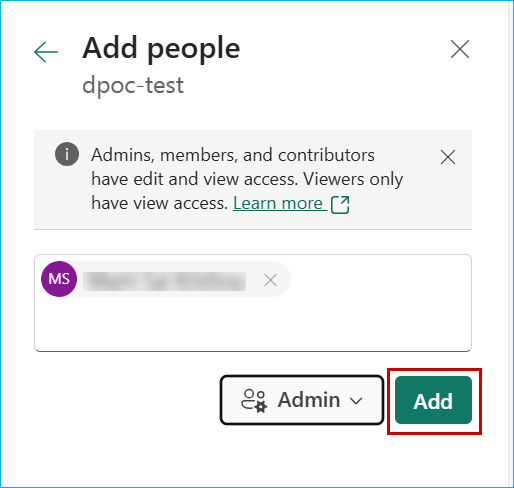 Add people
dpoc-test
Admins, members, and contributors
have edit and view access. Viewers only
have view access. Learn more
MS
Admin
Add